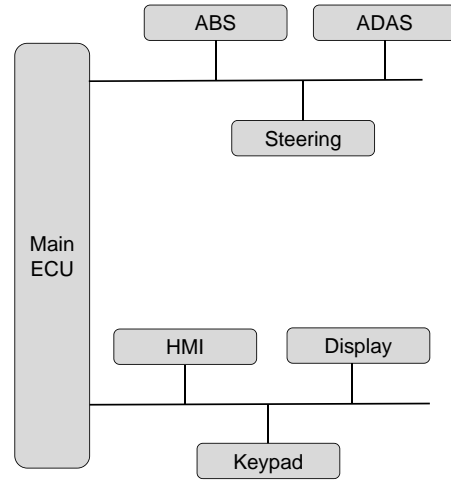 ABS
ADAS
Steering
Main
ECU
HMI
Display
Keypad